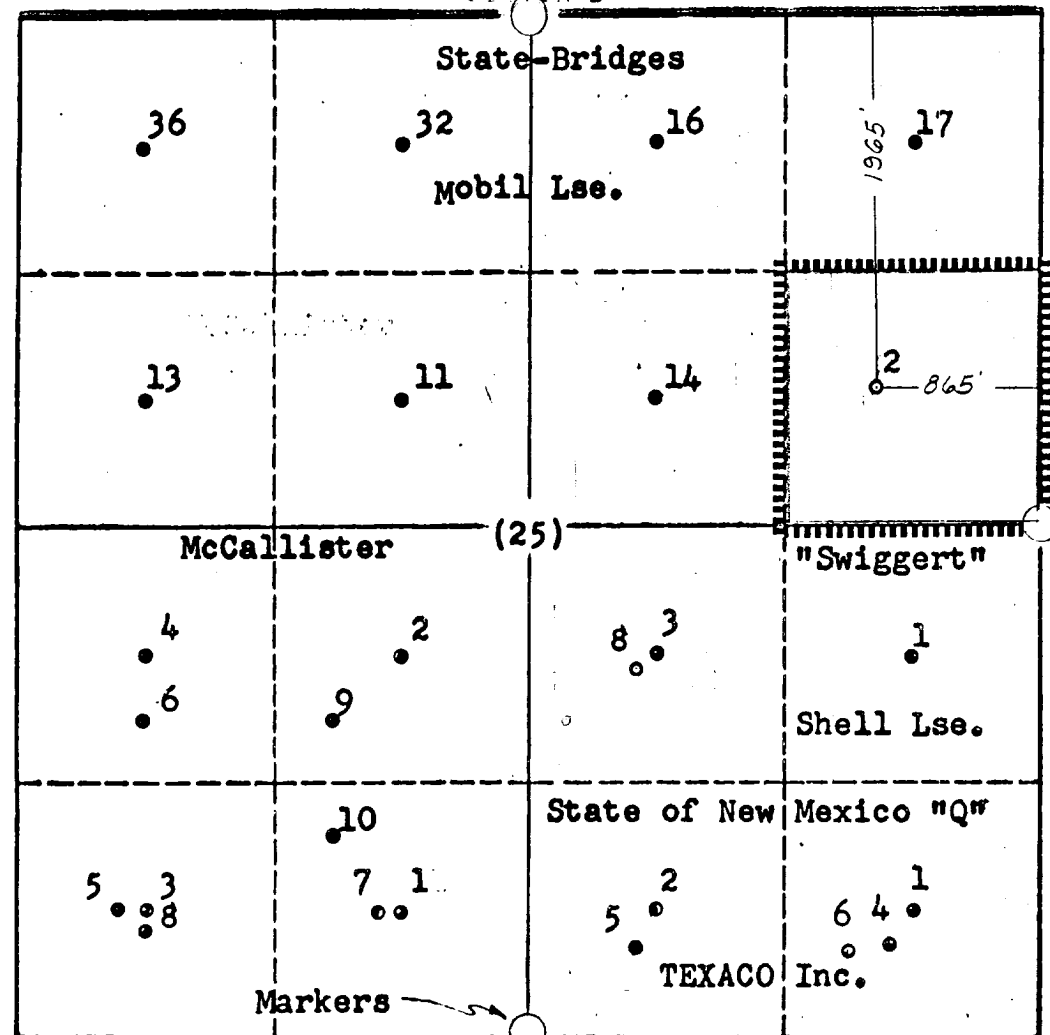 State-Bridges
36 32 16 17
1965'
Mobil Lse.
13 11 14 2
865'
(25)
McCallister
"Swiggert"
4 2 8 3 1
6 9
Shell Lse.
State of New Mexico "Q"
10
5 3 7 1 2 1
8 5 6 4
TEXACO Inc.
Markers